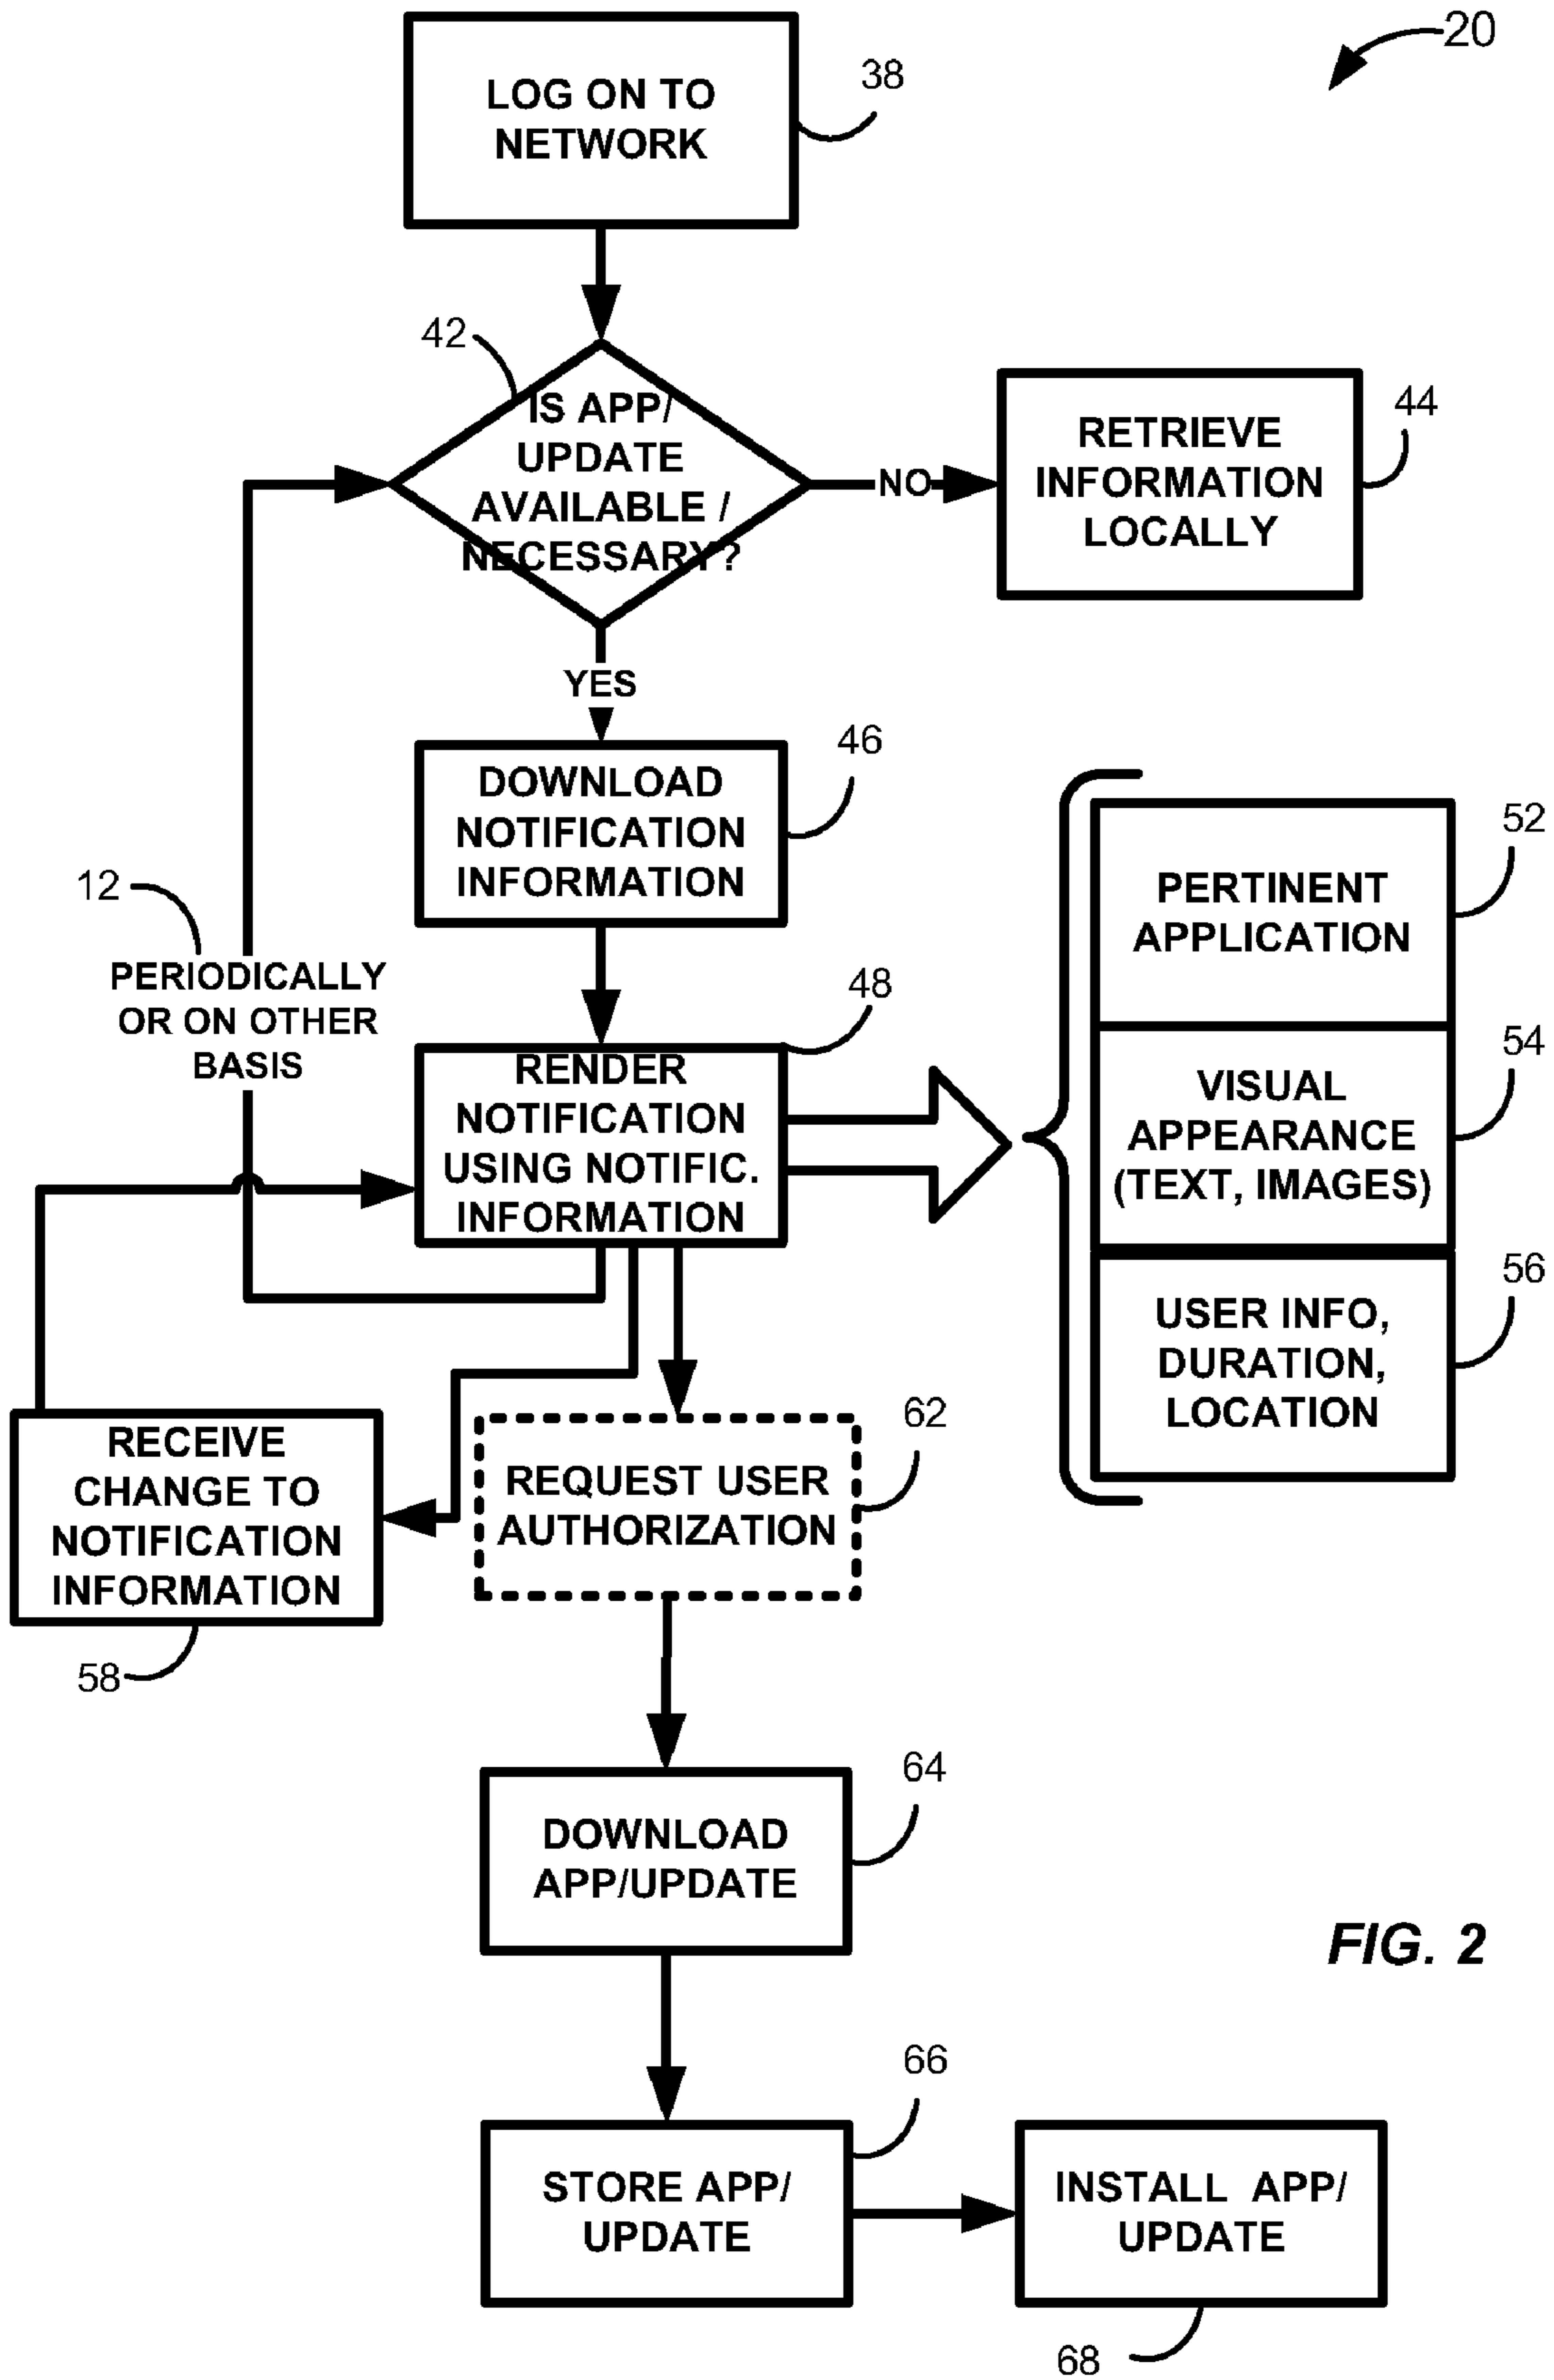 20
LOG ON TO
NETWORK
38
42
IS APP/
UPDATE
AVAILABLE /
NECESSARY?
NO
RETRIEVE
INFORMATION
LOCALLY
44
YES
DOWNLOAD
NOTIFICATION
INFORMATION
46
12
PERIODICALLY
OR ON OTHER
BASIS
RENDER
NOTIFICATION
USING NOTIFIC.
INFORMATION
48
PERTINENT
APPLICATION
52
VISUAL
APPEARANCE
(TEXT, IMAGES)
54
USER INFO,
DURATION,
LOCATION
56
RECEIVE
CHANGE TO
NOTIFICATION
INFORMATION
58
REQUEST USER
AUTHORIZATION
62
DOWNLOAD
APP/UPDATE
64
FIG. 2
STORE APP/
UPDATE
66
INSTALL APP/
UPDATE
68